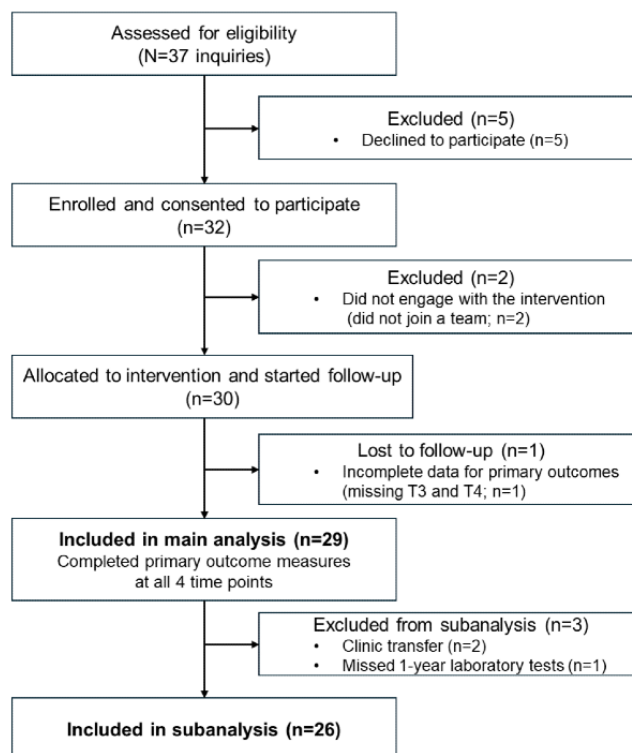 Assessed for eligibility
(N=37 inquiries)
Excluded (n=5)
• Declined to participate (n=5)
Enrolled and consented to participate
(n=32)
Excluded (n=2)
• Did not engage with the intervention
(did not join a team; n=2)
Allocated to intervention and started follow-up
(n=30)
Lost to follow-up (n=1)
• Incomplete data for primary outcomes
(missing T3 and T4; n=1)
Included in main analysis (n=29)
Completed primary outcome measures
at all 4 time points
Excluded from subanalysis (n=3)
• Clinic transfer (n=2)
• Missed 1-year laboratory tests (n=1)
Included in subanalysis (n=26)